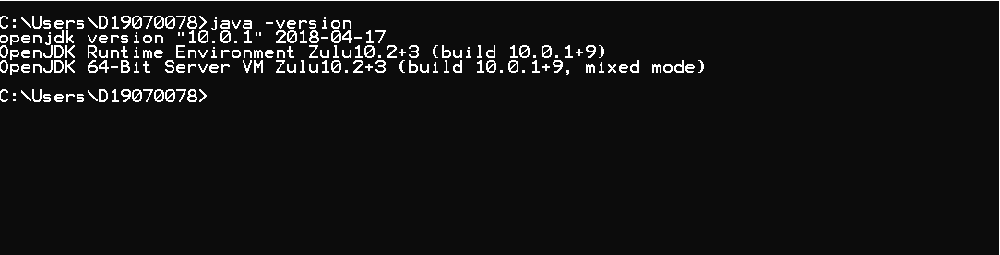 C:\Users\D19070078>java -version
openjdk version "10.0.1" 2018-04-17
OpenJDK Runtime Environment Zulu10.2+3 (build 10.0.1+9)
OpenJDK 64-Bit Server VM Zulu10.2+3 (build 10.0.1+9, mixed mode)
C:\Users\D19070078>